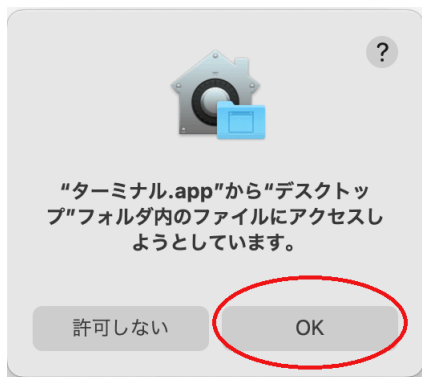 ?
“ターミナル.app”から“デスクトッ
プ”フォルダ内のファイルにアクセスし
ようとしています。
許可しない
OK